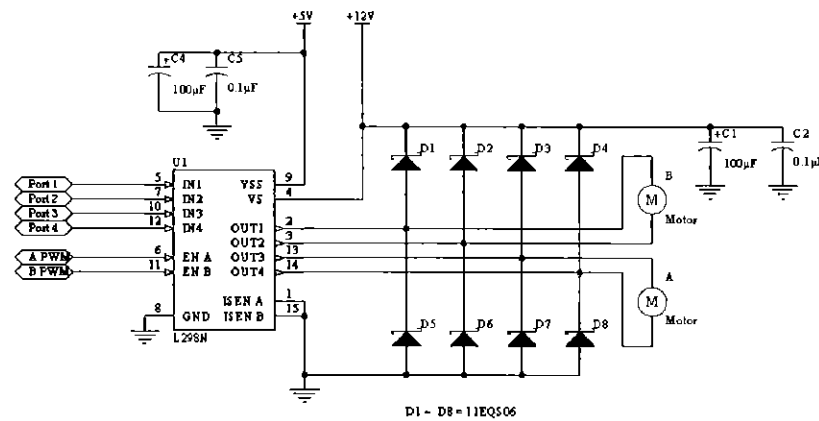 +5V
+12V
+C4
C5
100µF
0.1µF
U1
Port 1
Port 2
Port 3
Port 4
A PWM
B PWM
5
7
10
12
6
11
8
IN1
IN2
IN3
IN4
EN A
EN B
GND
VSS
VS
OUT1
OUT2
OUT3
OUT4
ISEN A
ISEN B
9
4
2
3
13
14
1
15
L298N
D1
D2
D3
D4
D5
D6
D7
D8
+C1
100µF
C2
0.1µF
B
M
Motor
A
M
Motor
D1 ~ D8 = 11EQS06